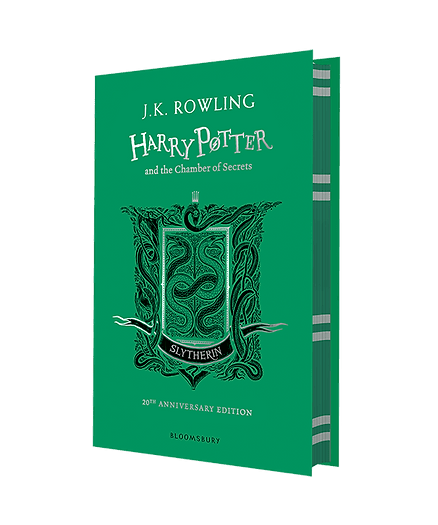 J.K. ROWLING
HARRY POTTER
and the Chamber of Secrets
SLYTHERIN
20TH ANNIVERSARY EDITION
BLOOMSBURY